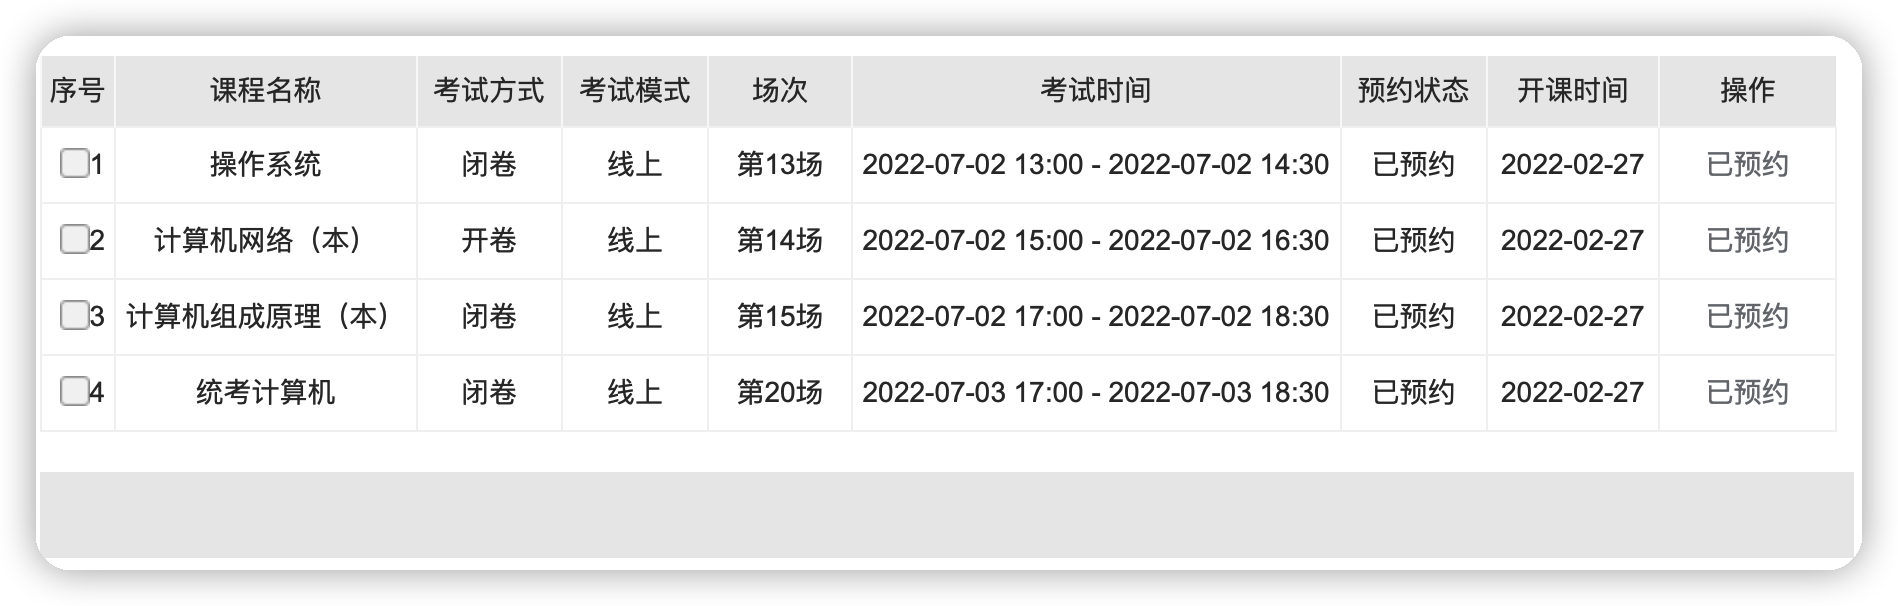 序号 课程名称 考试方式 考试模式 场次 考试时间 预约状态 开课时间 操作
1 操作系统 闭卷 线上 第13场 2022-07-02 13:00 - 2022-07-02 14:30 已预约 2022-02-27 已预约
2 计算机网络（本） 开卷 线上 第14场 2022-07-02 15:00 - 2022-07-02 16:30 已预约 2022-02-27 已预约
3 计算机组成原理（本） 闭卷 线上 第15场 2022-07-02 17:00 - 2022-07-02 18:30 已预约 2022-02-27 已预约
4 统考计算机 闭卷 线上 第20场 2022-07-03 17:00 - 2022-07-03 18:30 已预约 2022-02-27 已预约